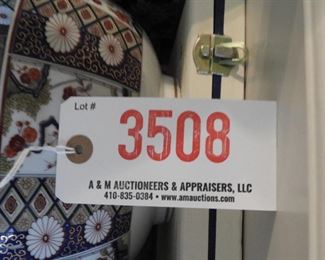 Lot #
3508
A & M AUCTIONEERS & APPRAISERS, LLC
410-835-0384 • www.amauctions.com